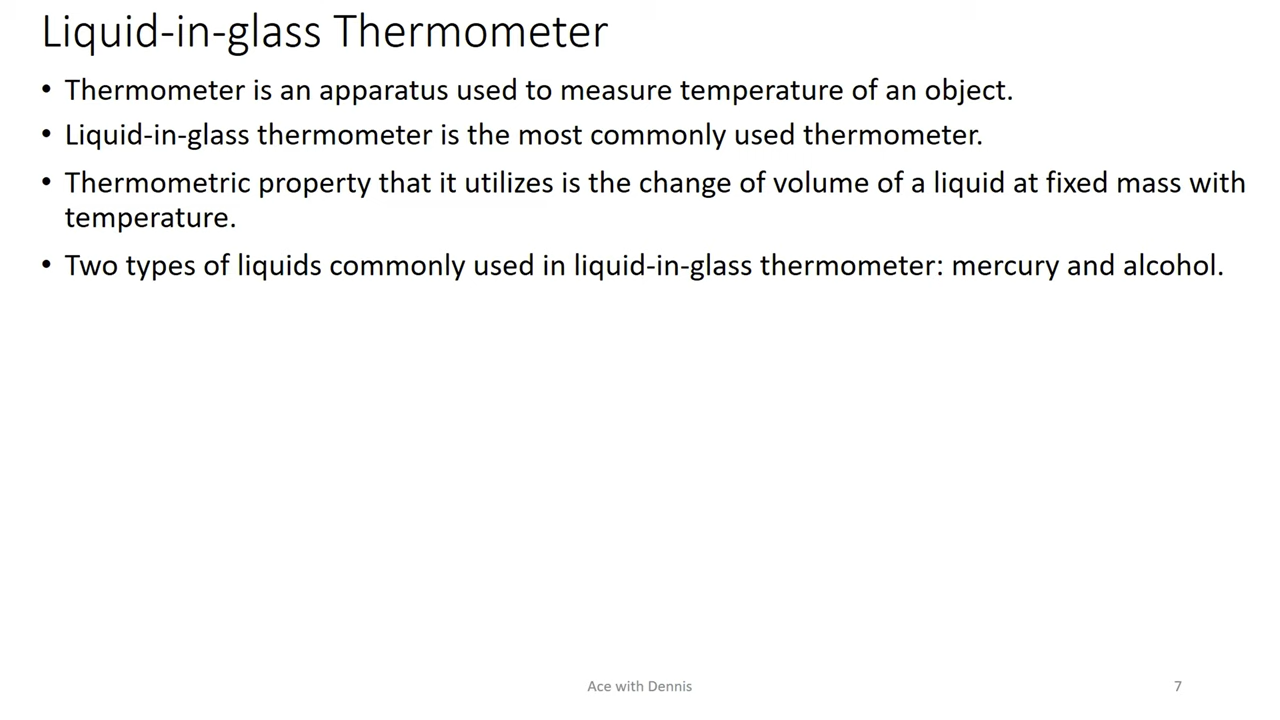 Liquid-in-glass Thermometer
• Thermometer is an apparatus used to measure temperature of an object.
• Liquid-in-glass thermometer is the most commonly used thermometer.
• Thermometric property that it utilizes is the change of volume of a liquid at fixed mass with
temperature.
• Two types of liquids commonly used in liquid-in-glass thermometer: mercury and alcohol.
Ace with Dennis
7